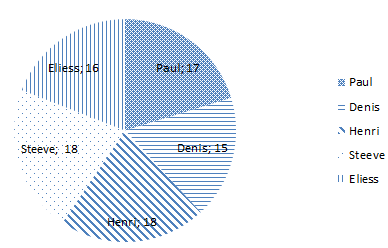 Eliess; 16
Paul; 17
Steeve;  18
Denis; 15
Henri; 18
Paul
Denis
Henri
Steeve
Eliess